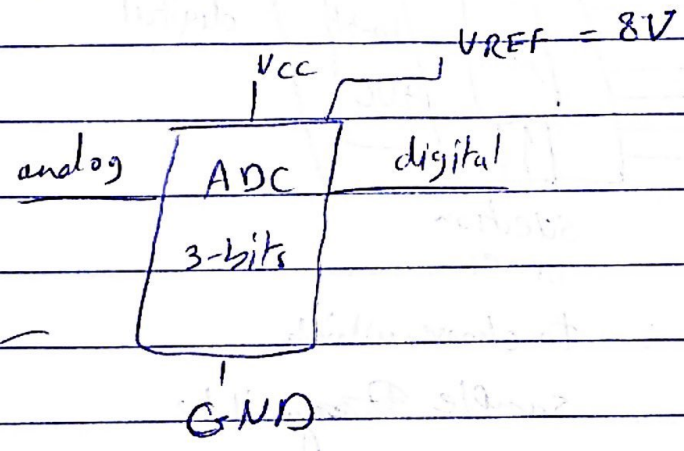 VREF = 8V
VCC
analog ADC digital
3-bits
GND